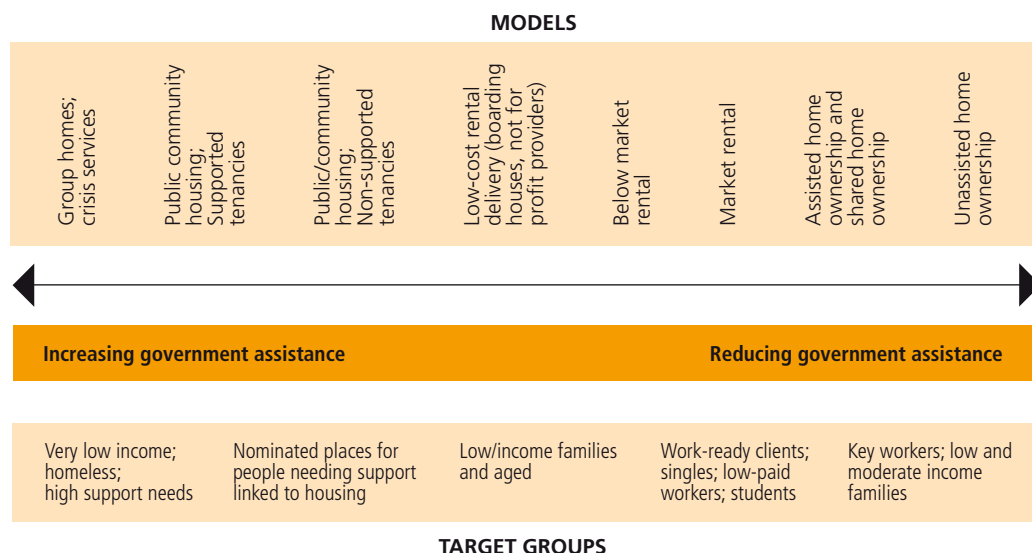 MODELS
Group homes;
crisis services
Public community
housing;
Supported
tenancies
Public/community
housing;
Non-supported
tenancies
Low-cost rental
delivery (boarding
houses, not for
profit providers)
Below market
rental
Market rental
Assisted home
ownership and
shared home
ownership
Unassisted home
ownership
Increasing government assistance
Reducing government assistance
Very low income;
homeless;
high support needs
Nominated places for
people needing support
linked to housing
Low/income families
and aged
Work-ready clients;
singles; low-paid
workers; students
Key workers; low and
moderate income
families
TARGET GROUPS